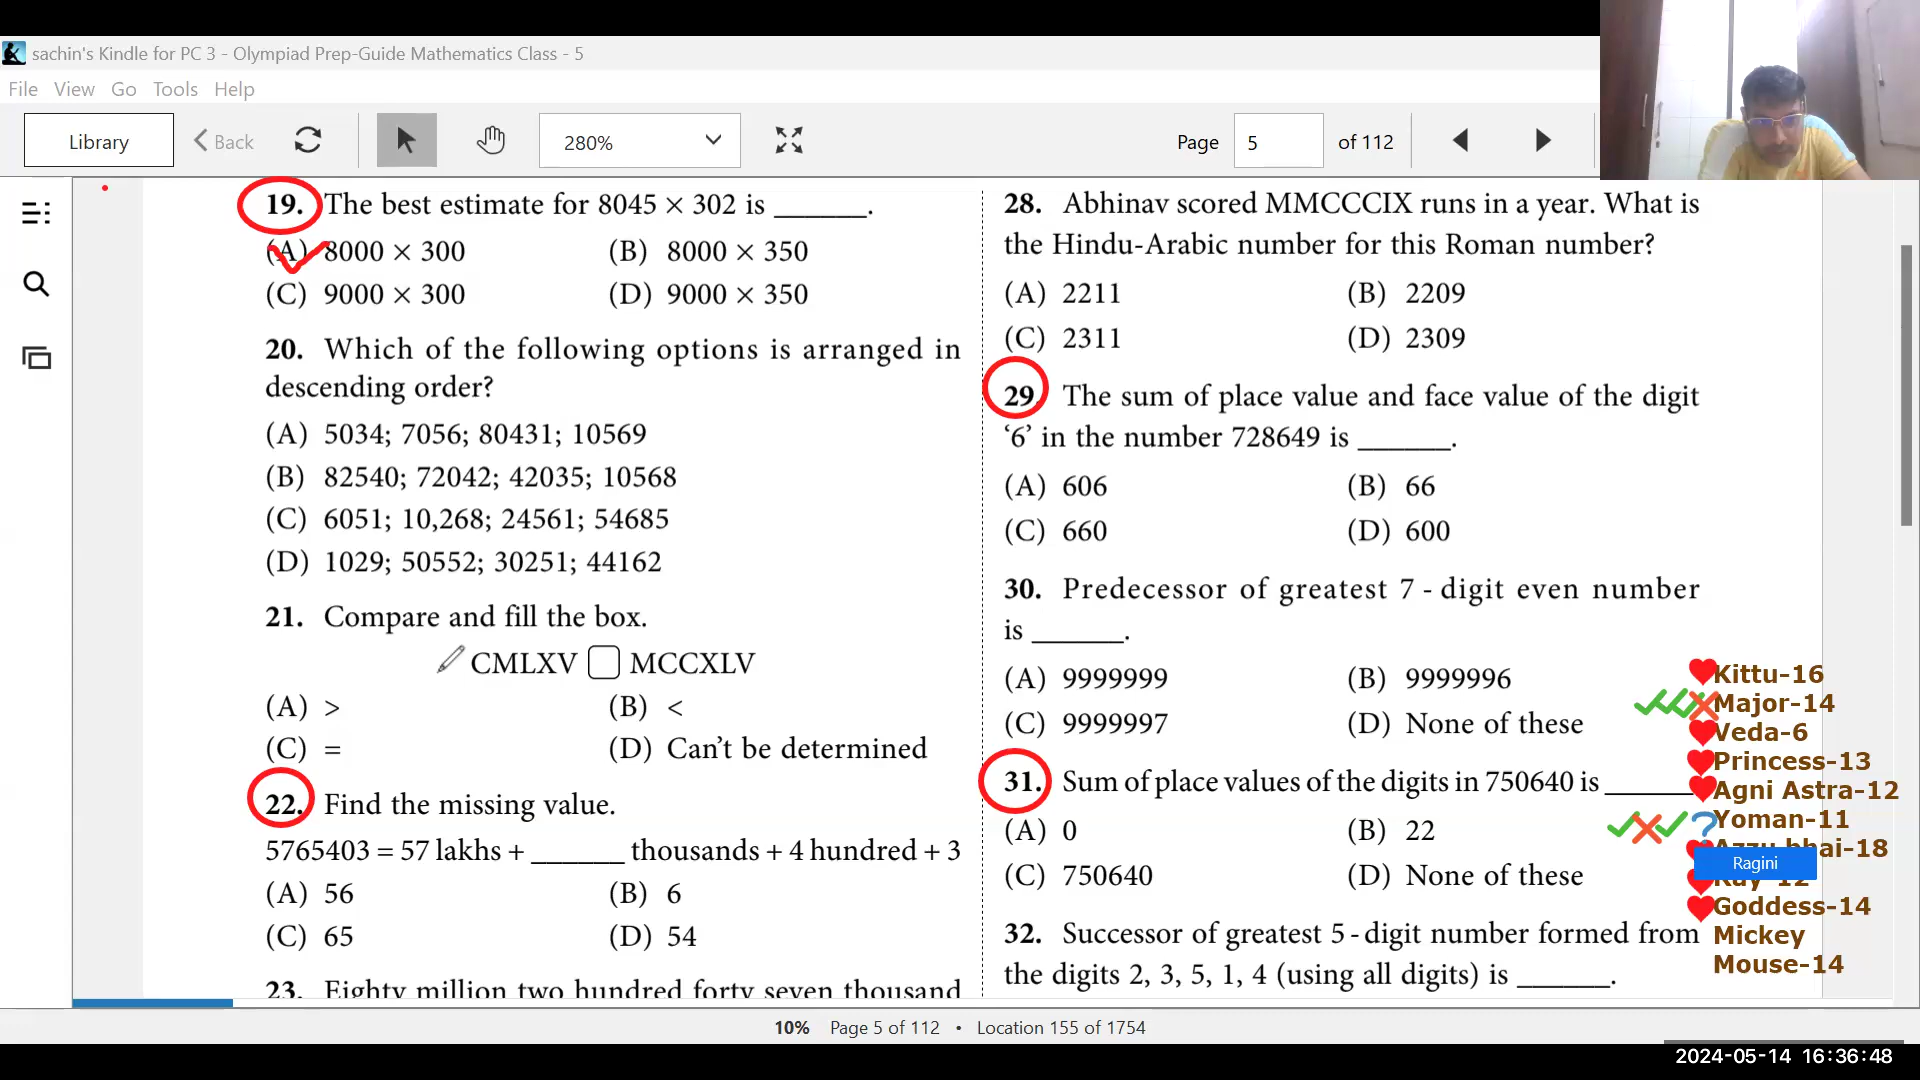 sachin's Kindle for PC 3 - Olympiad Prep-Guide Mathematics Class - 5
File View Go Tools Help
Library Back 280% Page 5 of 112
19. The best estimate for 8045 × 302 is ______.
(A) 8000 × 300 (B) 8000 × 350
(C) 9000 × 300 (D) 9000 × 350
20. Which of the following options is arranged in
descending order?
(A) 5034; 7056; 80431; 10569
(B) 82540; 72042; 42035; 10568
(C) 6051; 10,268; 24561; 54685
(D) 1029; 50552; 30251; 44162
21. Compare and fill the box.
CMLXV MCCXLV
(A) > (B) <
(C) = (D) Can't be determined
22. Find the missing value.
5765403 = 57 lakhs + ______ thousands + 4 hundred + 3
(A) 56 (B) 6
(C) 65 (D) 54
23. Eighty million two hundred forty seven thousand
28. Abhinav scored MMCCCIX runs in a year. What is
the Hindu-Arabic number for this Roman number?
(A) 2211 (B) 2209
(C) 2311 (D) 2309
29. The sum of place value and face value of the digit
‘6’ in the number 728649 is ______.
(A) 606 (B) 66
(C) 660 (D) 600
30. Predecessor of greatest 7 - digit even number
is ______.
(A) 9999999 (B) 9999996
(C) 9999997 (D) None of these
31. Sum of place values of the digits in 750640 is ______
(A) 0 (B) 22
(C) 750640 (D) None of these
32. Successor of greatest 5 - digit number formed from
the digits 2, 3, 5, 1, 4 (using all digits) is ______.
Kittu-16
Major-14
Veda-6
Princess-13
Agni Astra-12
Yoman-11
bhai-18
Ragini
Goddess-14
Mickey
Mouse-14
10% Page 5 of 112 • Location 155 of 1754
2024-05-14 16:36:48